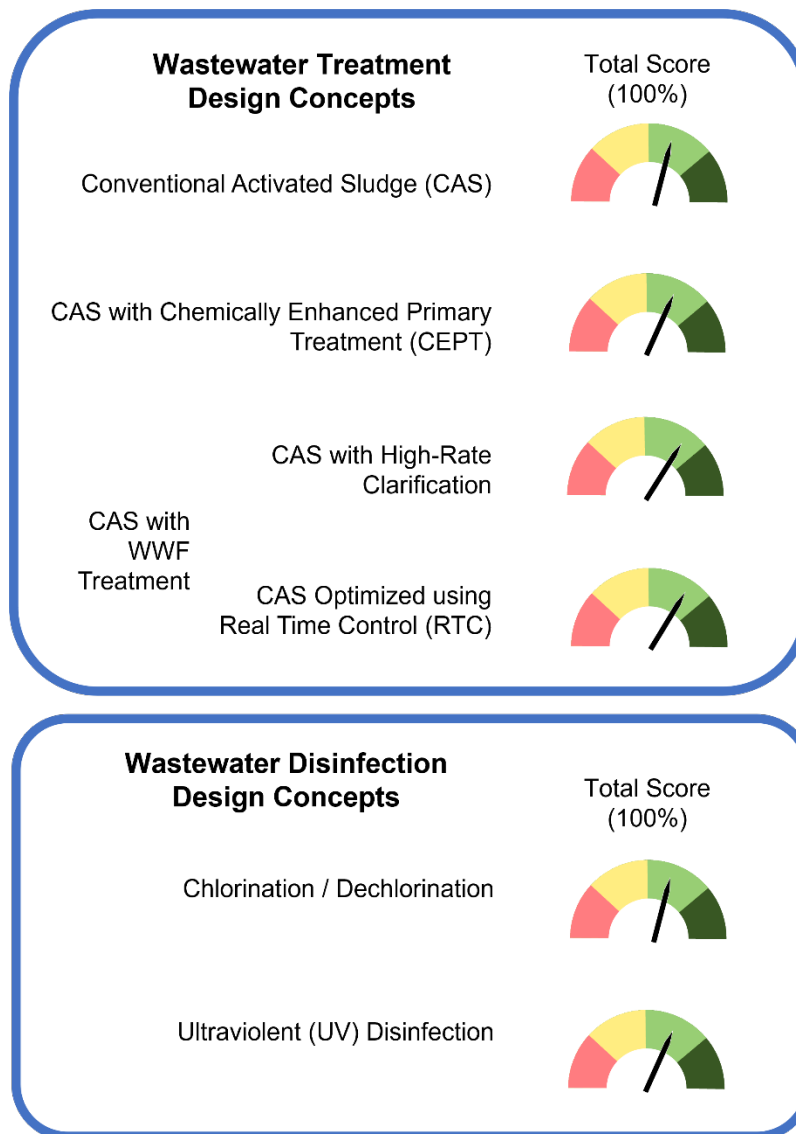 Wastewater Treatment
Design Concepts
Total Score
(100%)
Conventional Activated Sludge (CAS)
CAS with Chemically Enhanced Primary
Treatment (CEPT)
CAS with
WWF
Treatment
CAS with High-Rate
Clarification
CAS Optimized using
Real Time Control (RTC)
Wastewater Disinfection
Design Concepts
Total Score
(100%)
Chlorination / Dechlorination
Ultraviolent (UV) Disinfection